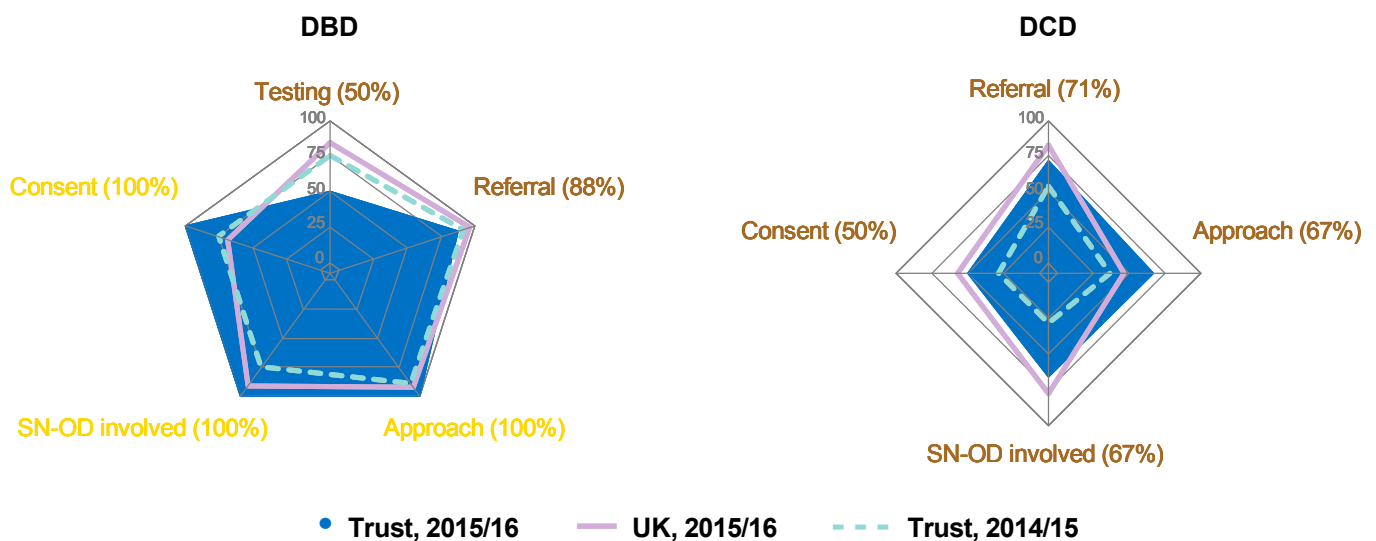 DBD
DCD
Testing (50%)
Referral (71%)
100
75
50
25
0
100
75
50
25
0
Consent (100%)
Referral (88%)
Consent (50%)
Approach (67%)
SN-OD involved (100%)
Approach (100%)
SN-OD involved (67%)
Trust, 2015/16
UK, 2015/16
Trust, 2014/15